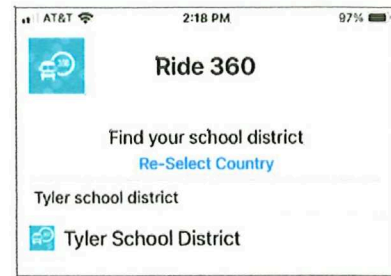 AT&T 2:18 PM 97%
Ride 360
Find your school district
Re-Select Country
Tyler school district
Tyler School District